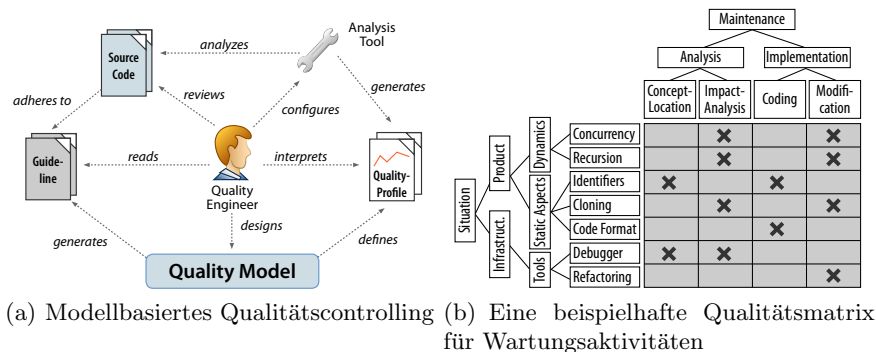 Analysis
Tool
analyzes
Source
Code
generates
adheres to
reviews
configures
Guide-
line
reads
interprets
Quality-
Profile
Quality
Engineer
designs
generates
defines
Quality Model
(a) Modellbasiertes Qualitätscontrolling
Maintenance
Analysis Implementation
Concept-
Location
Impact-
Analysis
Coding
Modifi-
cation
Situation
Product
Infrastruct.
Dynamics
Static Aspects
Tools
Concurrency
Recursion
Identifiers
Cloning
Code Format
Debugger
Refactoring
(b) Eine beispielhafte Qualitätsmatrix
für Wartungsaktivitäten